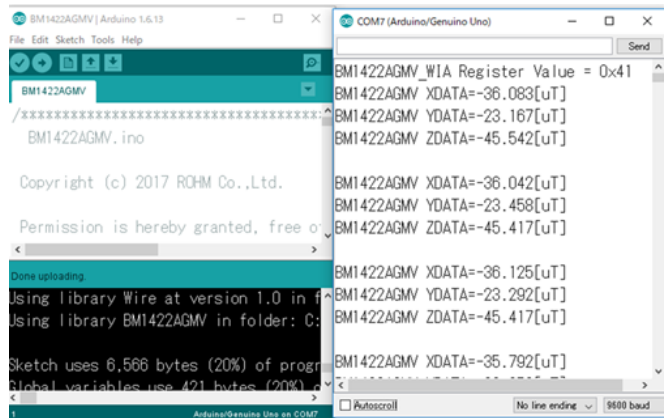 BM1422AGMV | Arduino 1.6.13
File Edit Sketch Tools Help
BM1422AGMV
BM1422AGMV.ino
Copyright (c) 2017 ROHM Co.,Ltd.
Permission is hereby granted, free
Done uploading.
Using library Wire at version 1.0 in
Using library BM1422AGMV in folder: C:
Sketch uses 6,566 bytes (20%) of progr
Global variables use 421 bytes (20%)
1
Arduino/Genuino Uno on COM7
COM7 (Arduino/Genuino Uno)
Send
BM1422AGMV_WIA Register Value = 0x41
BM1422AGMV XDATA=-36.083[uT]
BM1422AGMV YDATA=-23.167[uT]
BM1422AGMV ZDATA=-45.542[uT]
BM1422AGMV XDATA=-36.042[uT]
BM1422AGMV YDATA=-23.458[uT]
BM1422AGMV ZDATA=-45.417[uT]
BM1422AGMV XDATA=-36.125[uT]
BM1422AGMV YDATA=-23.292[uT]
BM1422AGMV ZDATA=-45.417[uT]
BM1422AGMV XDATA=-35.792[uT]
Autoscroll
No line ending
9600 baud